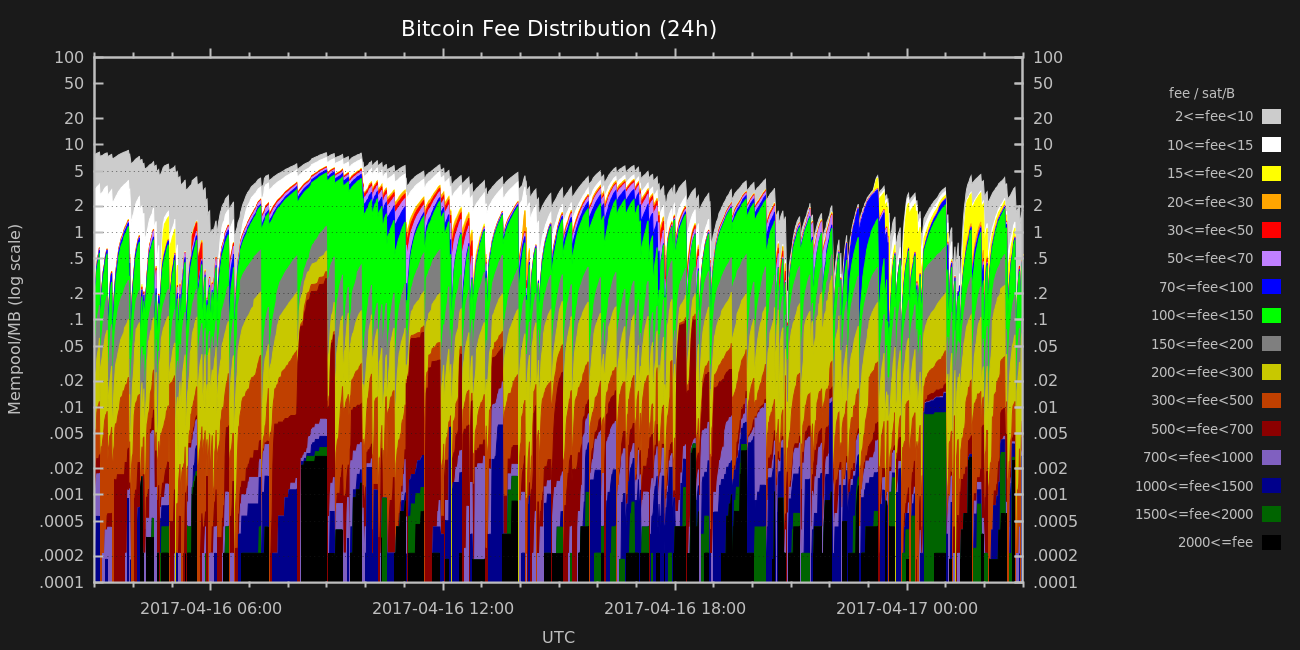 Bitcoin Fee Distribution (24h)
Mempool/MB (log scale)
100
50
20
10
5
2
1
.5
.2
.1
.05
.02
.01
.005
.002
.001
.0005
.0002
.0001
100
50
20
10
5
2
1
.5
.2
.1
.05
.02
.01
.005
.002
.001
.0005
.0002
.0001
fee / sat/B
2<=fee<10
10<=fee<15
15<=fee<20
20<=fee<30
30<=fee<50
50<=fee<70
70<=fee<100
100<=fee<150
150<=fee<200
200<=fee<300
300<=fee<500
500<=fee<700
700<=fee<1000
1000<=fee<1500
1500<=fee<2000
2000<=fee
2017-04-16 06:00
2017-04-16 12:00
2017-04-16 18:00
2017-04-17 00:00
UTC